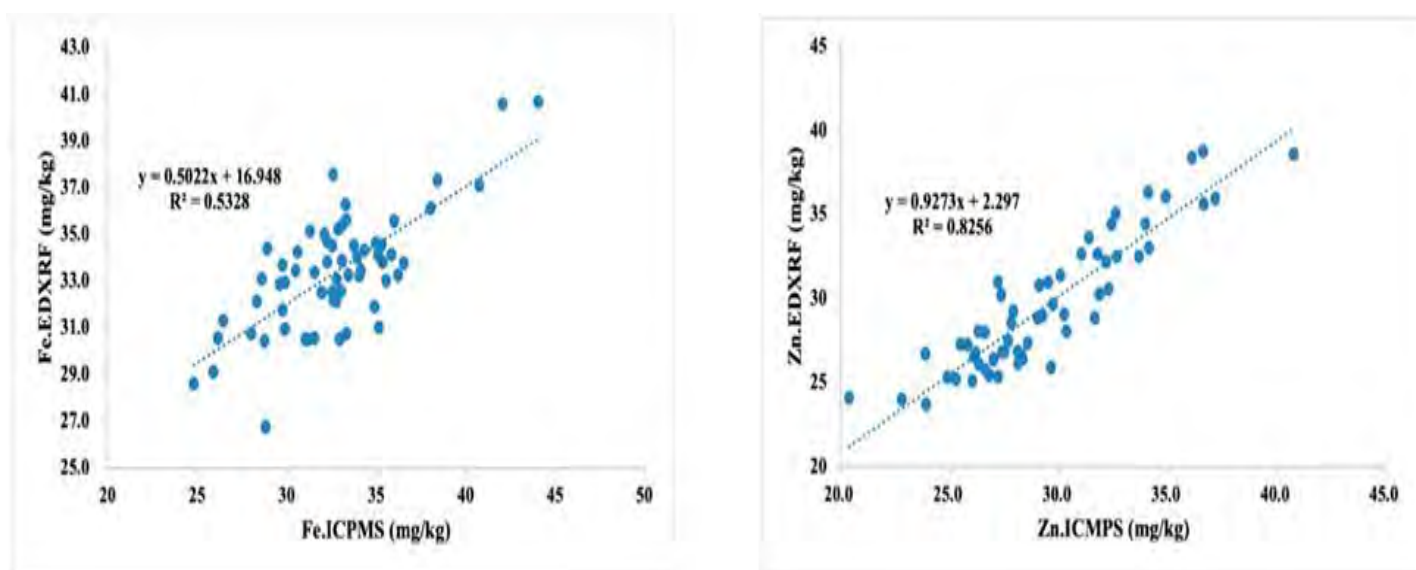 43.0
41.0
39.0
37.0
35.0
33.0
31.0
29.0
27.0
25.0
Fe.EDXRF (mg/kg)
y = 0.5022x + 16.948
R² = 0.5328
20 25 30 35 40 45 50
Fe.ICPMS (mg/kg)
45
40
35
30
25
20
Zn.EDXRF (mg/kg)
y = 0.9273x + 2.297
R² = 0.8256
20.0 25.0 30.0 35.0 40.0 45.0
Zn.ICMPS (mg/kg)